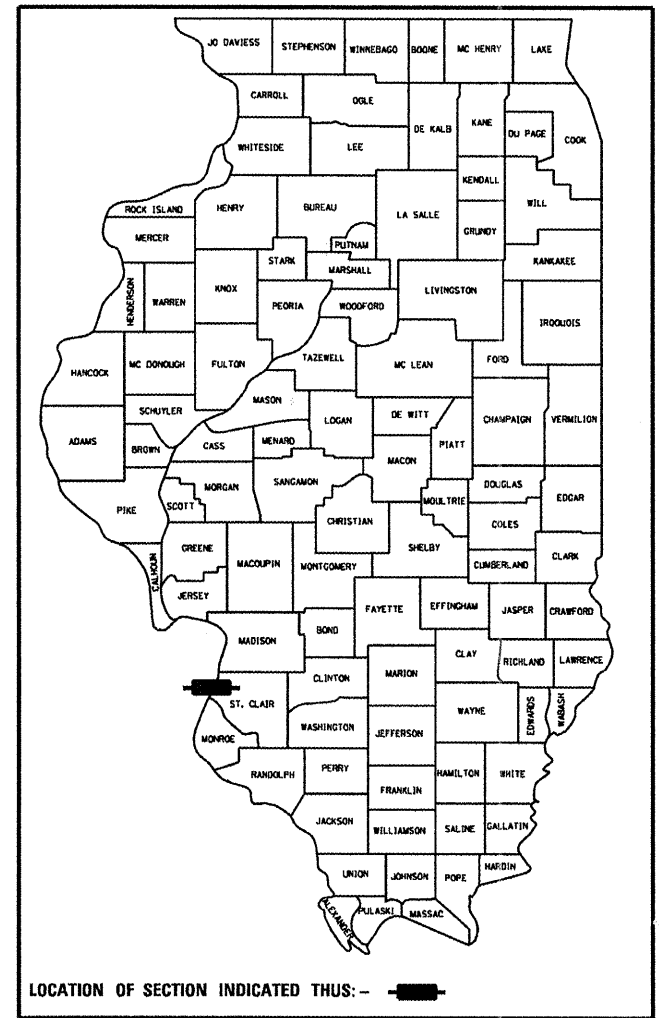 JO DAVIESS STEPHENSON WINNEBAGO BOONE MC HENRY LAKE
CARROLL OGLE DE KALB KANE DU PAGE COOK
WHITESIDE LEE
KENDALL
ROCK ISLAND HENRY BUREAU LA SALLE WILL
MERCER PUTNAM GRUNDY
STARK MARSHALL KANKAKEE
HENDERSON WARREN KNOX PEORIA WOODFORD LIVINGSTON IROQUOIS
HANCOCK MC DONOUGH FULTON TAZEWELL MC LEAN FORD
MASON
SCHUYLER LOGAN DE WITT CHAMPAIGN VERMILION
ADAMS BROWN CASS MENARD PIATT
MACON
MORGAN SANGAMON DOUGLAS
PIKE SCOTT CHRISTIAN MOULTRIE EDGAR
COLES
GREENE SHELBY
CALHOUN MACOUPIN MONTGOMERY CUMBERLAND CLARK
JERSEY FAYETTE EFFINGHAM JASPER CRAWFORD
MADISON BOND
CLAY RICHLAND LAWRENCE
CLINTON MARION
ST. CLAIR WAYNE EDWARDS WABASH
MONROE WASHINGTON JEFFERSON
RANDOLPH PERRY HAMILTON WHITE
FRANKLIN
JACKSON WILLIAMSON SALINE GALLATIN
UNION JOHNSON POPE HARDIN
ALEXANDER PULASKI MASSAC
LOCATION OF SECTION INDICATED THUS:-